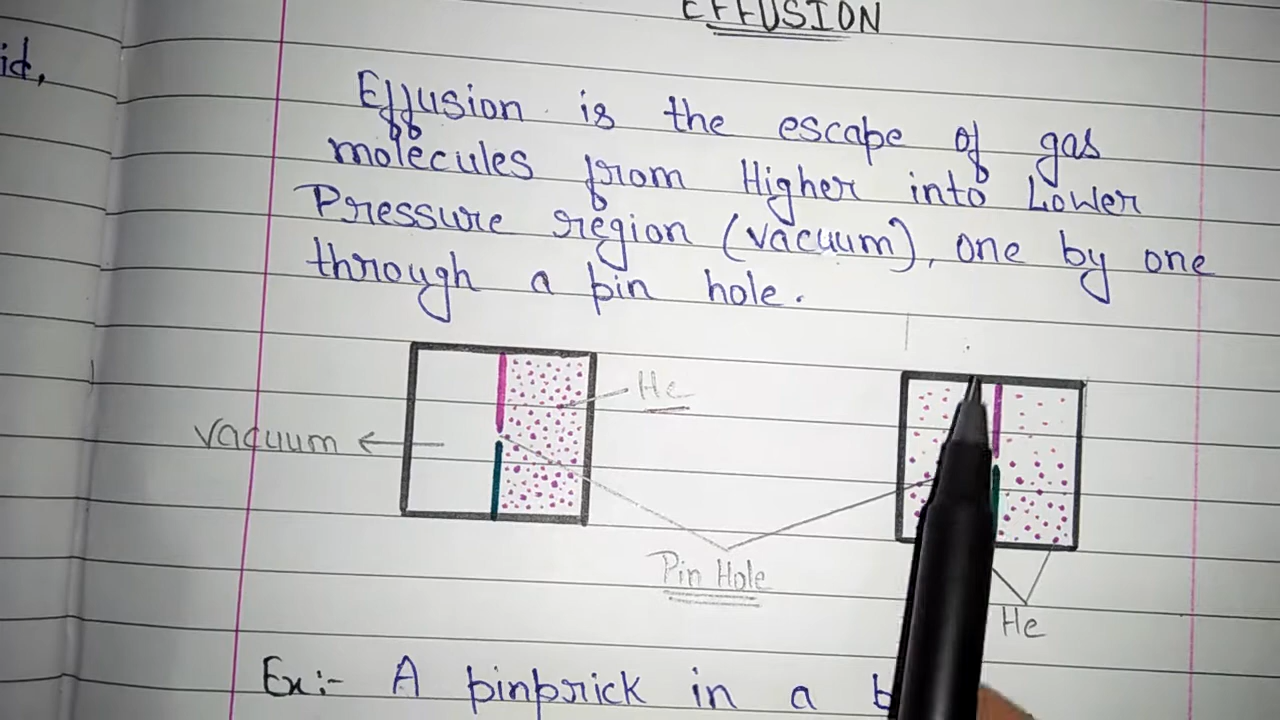 EFFUSION
id,
Effusion is the escape of gas
molecules from Higher into Lower
Pressure region (vacuum), one by one
through a pin hole.
He
Vacuum
Pin Hole
He
Ex:- A pinprick in a b